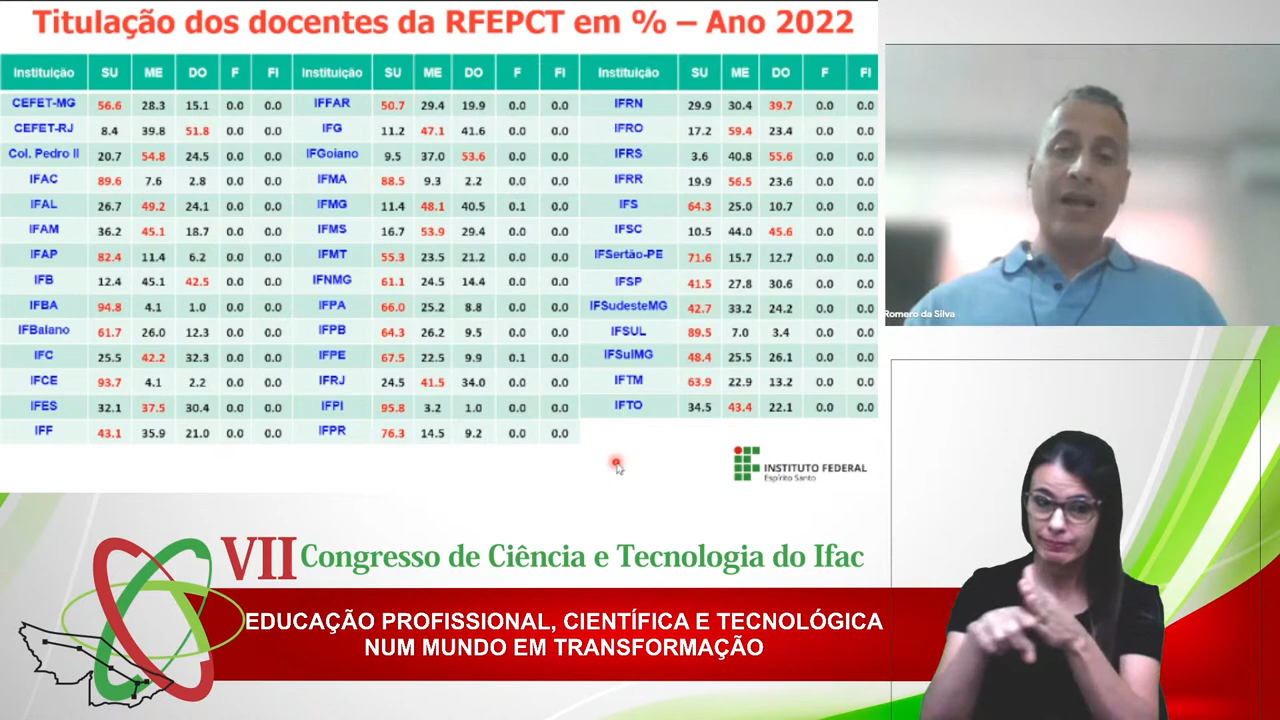 Titulação dos docentes da RFEPCT em % – Ano 2022
Instituição SU ME DO F FI Instituição SU ME DO F FI Instituição SU ME DO F FI
CEFET-MG 56.6 28.3 15.1 0.0 0.0 IFFAR 50.7 29.4 19.9 0.0 0.0 IFRN 29.9 30.4 39.7 0.0 0.0
CEFET-RJ 8.4 39.8 51.8 0.0 0.0 IFG 11.2 47.1 41.6 0.0 0.0 IFRO 17.2 59.4 23.4 0.0 0.0
Col. Pedro II 20.7 54.8 24.5 0.0 0.0 IFGoiano 9.5 37.0 53.6 0.0 0.0 IFRS 3.6 40.8 55.6 0.0 0.0
IFAC 89.6 7.6 2.8 0.0 0.0 IFMA 88.5 9.3 2.2 0.0 0.0 IFRR 19.9 56.5 23.6 0.0 0.0
IFAL 26.7 49.2 24.1 0.0 0.0 IFMG 11.4 48.1 40.5 0.1 0.0 IFS 64.3 25.0 10.7 0.0 0.0
IFAM 36.2 45.1 18.7 0.0 0.0 IFMS 16.7 53.9 29.4 0.0 0.0 IFSC 10.5 44.0 45.6 0.0 0.0
IFAP 82.4 11.4 6.2 0.0 0.0 IFMT 55.3 23.5 21.2 0.0 0.0 IFSertão-PE 71.6 15.7 12.7 0.0 0.0
IFB 12.4 45.1 42.5 0.0 0.0 IFNMG 61.1 24.5 14.4 0.0 0.0 IFSP 41.5 27.8 30.6 0.0 0.0
IFBA 94.8 4.1 1.0 0.0 0.0 IFPA 66.0 25.2 8.8 0.0 0.0 IFSudesteMG 42.7 33.2 24.2 0.0 0.0
IFBaiano 61.7 26.0 12.3 0.0 0.0 IFPB 64.3 26.2 9.5 0.0 0.0 IFSUL 89.5 7.0 3.4 0.0 0.0
IFC 25.5 42.2 32.3 0.0 0.0 IFPE 67.5 22.5 9.9 0.1 0.0 IFSulMG 48.4 25.5 26.1 0.0 0.0
IFCE 93.7 4.1 2.2 0.0 0.0 IFRJ 24.5 41.5 34.0 0.0 0.0 IFTM 63.9 22.9 13.2 0.0 0.0
IFES 32.1 37.5 30.4 0.0 0.0 IFPI 95.8 3.2 1.0 0.0 0.0 IFTO 34.5 43.4 22.1 0.0 0.0
IFF 43.1 35.9 21.0 0.0 0.0 IFPR 76.3 14.5 9.2 0.0 0.0
INSTITUTO FEDERAL
Espírito Santo
Romero da Silva
VII Congresso de Ciência e Tecnologia do Ifac
EDUCAÇÃO PROFISSIONAL, CIENTÍFICA E TECNOLÓGICA
NUM MUNDO EM TRANSFORMAÇÃO